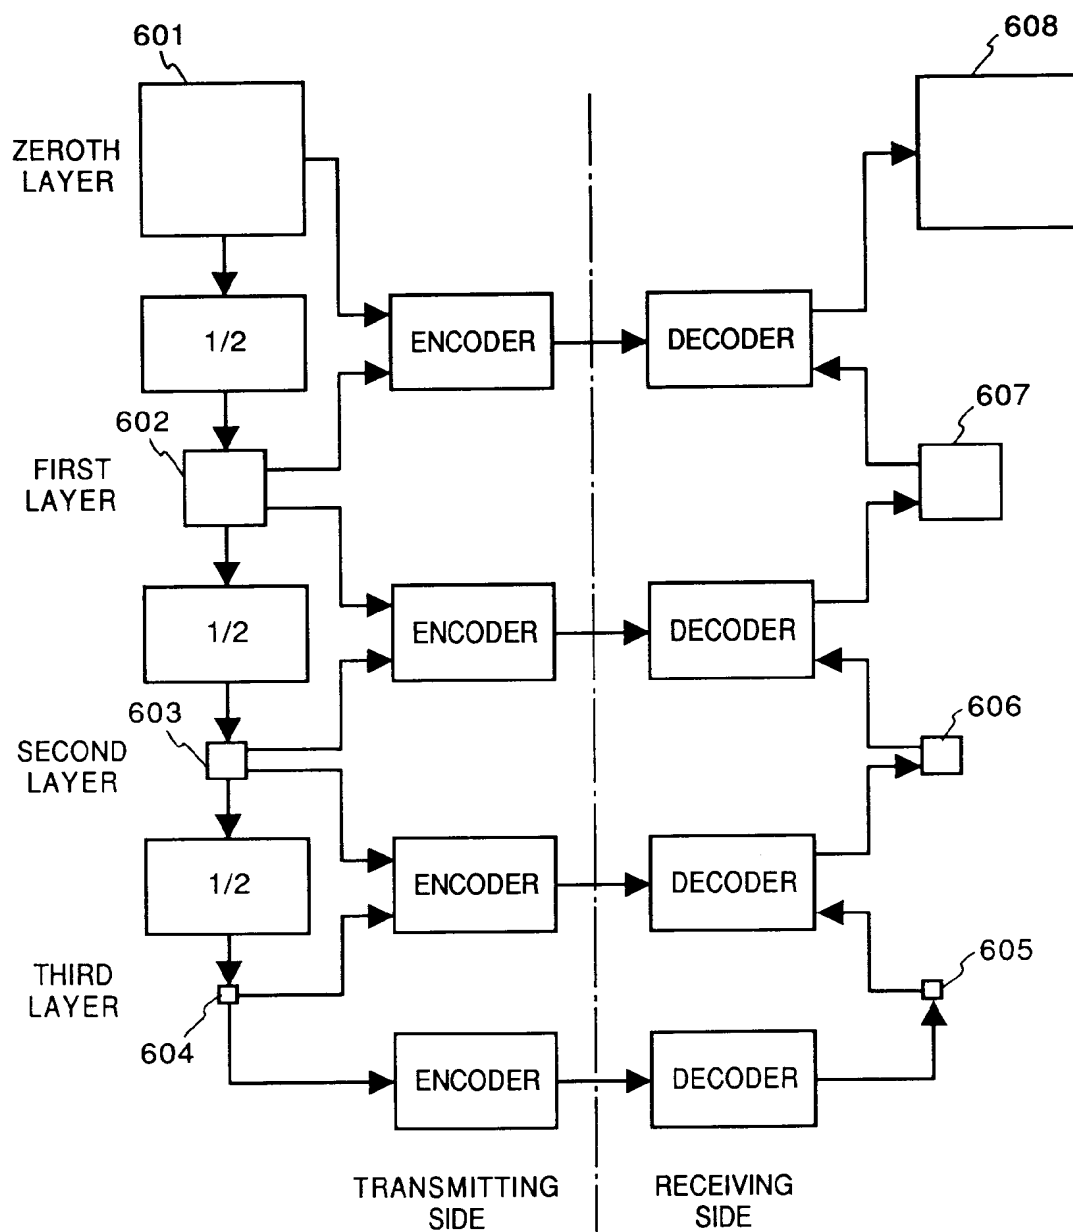 601
608
ZEROTH
LAYER
1/2
ENCODER
DECODER
602
607
FIRST
LAYER
1/2
ENCODER
DECODER
603
606
SECOND
LAYER
1/2
ENCODER
DECODER
THIRD
LAYER
605
604
ENCODER
DECODER
TRANSMITTING
SIDE
RECEIVING
SIDE